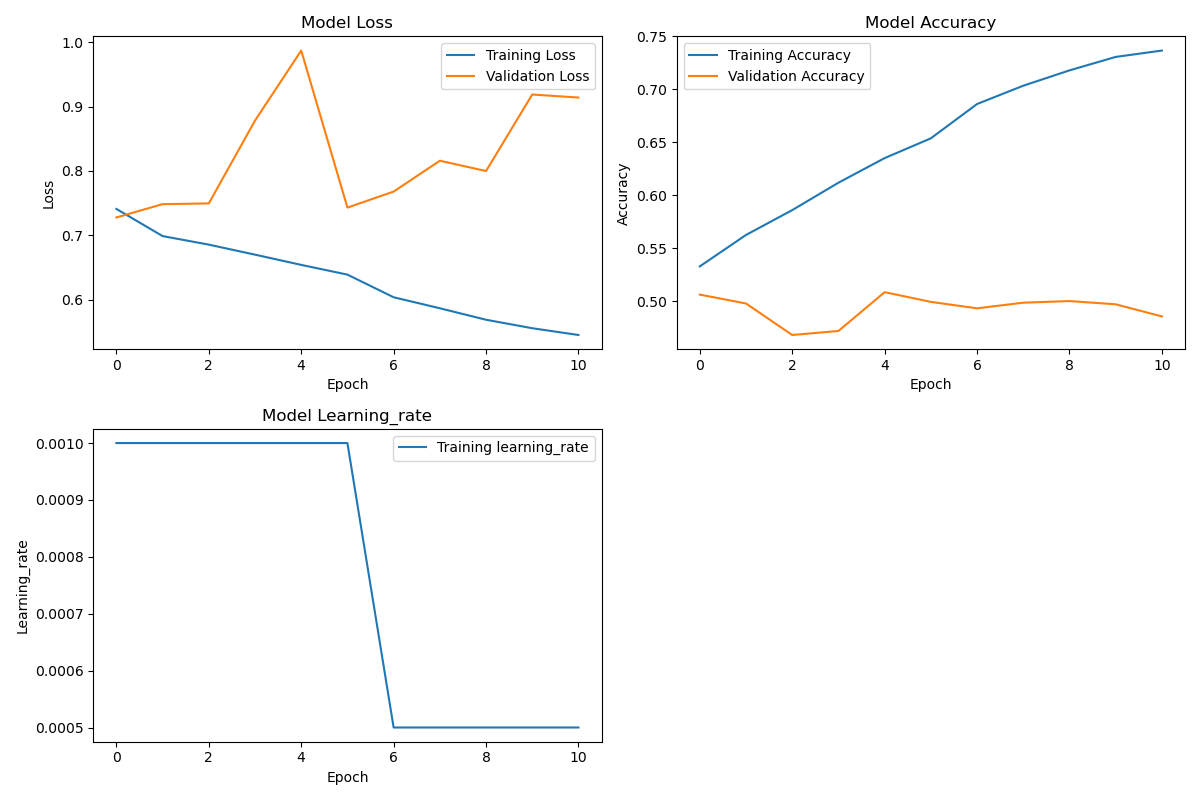 Model Loss
1.0
0.9
0.8
0.7
0.6
Loss
Training Loss
Validation Loss
0 2 4 6 8 10
Epoch
Model Accuracy
0.75
0.70
0.65
0.60
0.55
0.50
Accuracy
Training Accuracy
Validation Accuracy
0 2 4 6 8 10
Epoch
Model Learning_rate
0.0010
0.0009
0.0008
0.0007
0.0006
0.0005
Learning_rate
Training learning_rate
0 2 4 6 8 10
Epoch